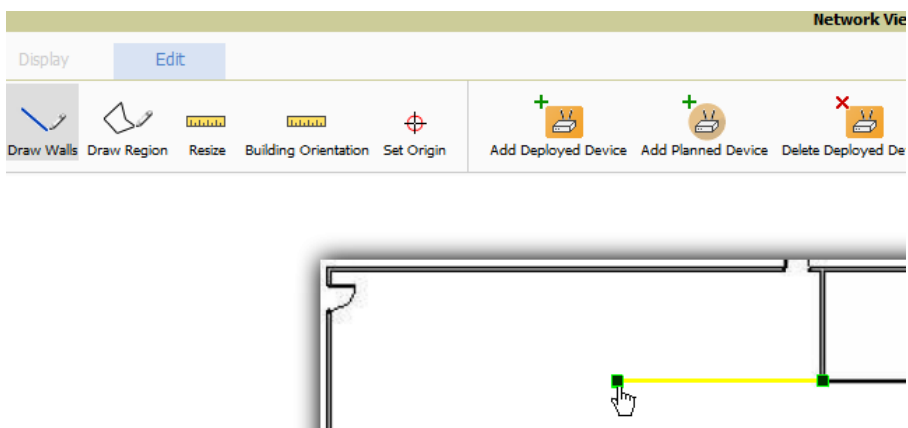 Network Vie
Display Edit
Draw Walls Draw Region Resize Building Orientation Set Origin Add Deployed Device Add Planned Device Delete Deployed De